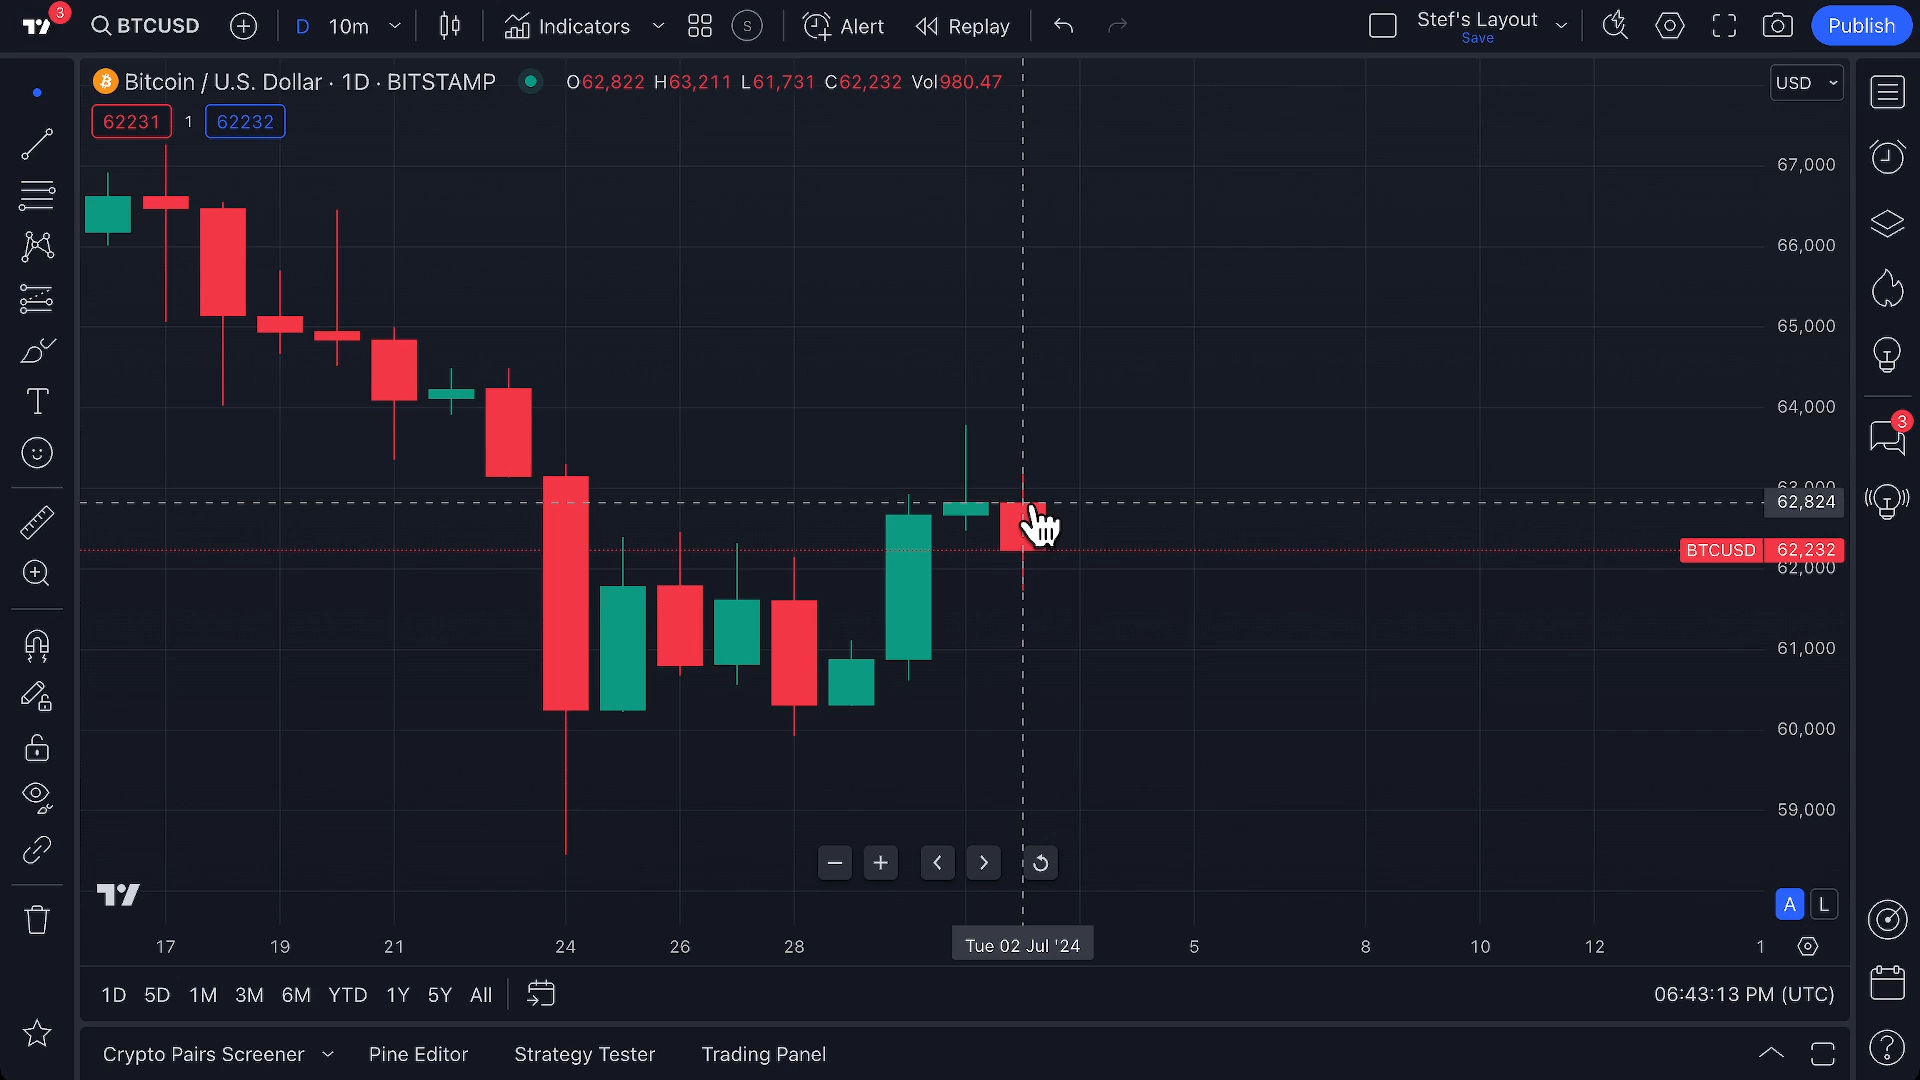 3
BTCUSD
D 10m
Indicators
S
Alert
Replay
Stef's Layout
Save
Publish
Bitcoin / U.S. Dollar · 1D · BITSTAMP
O62,822 H63,211 L61,731 C62,232 Vol980.47
USD
62231 1 62232
67,000
66,000
65,000
64,000
3
63,000
62,824
BTCUSD 62,232
62,000
61,000
60,000
59,000
A L
17 19 21 24 26 28 Tue 02 Jul '24 5 8 10 12 1
1D 5D 1M 3M 6M YTD 1Y 5Y All
06:43:13 PM (UTC)
Crypto Pairs Screener Pine Editor Strategy Tester Trading Panel